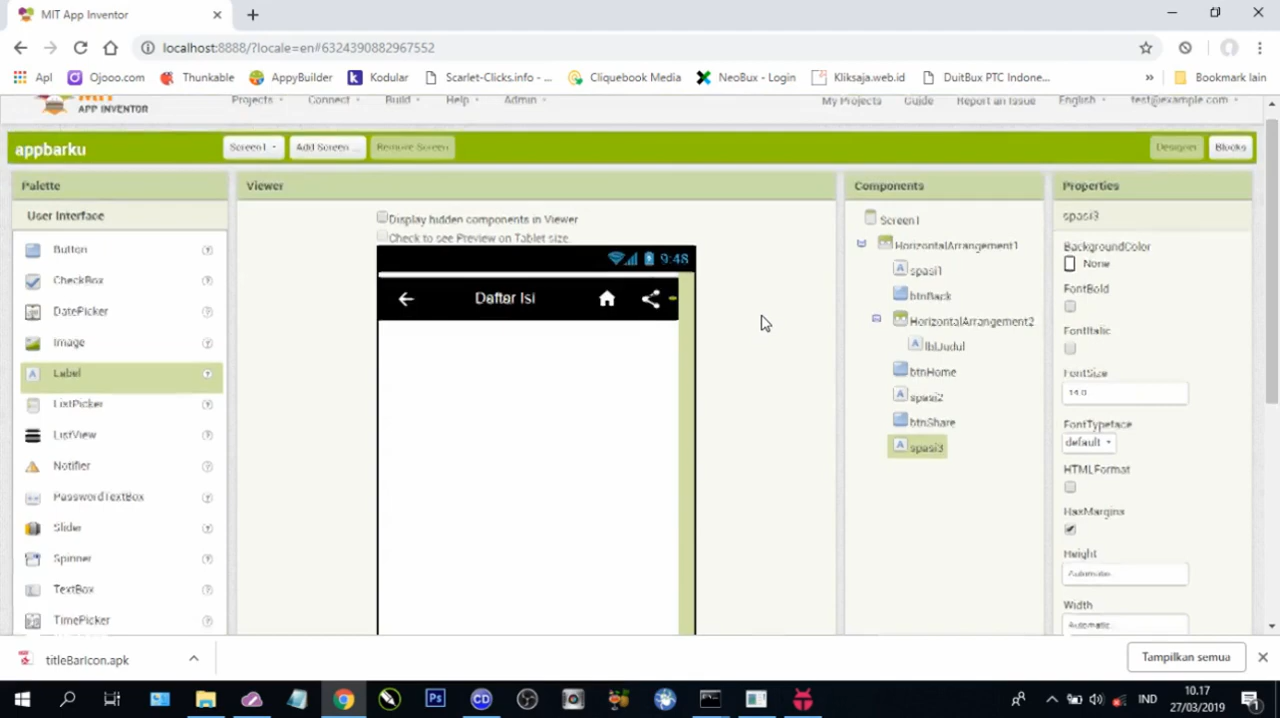 MIT App Inventor
localhost:8888/?locale=en#6324390882967552
Apl Ojooo.com Thunkable AppyBuilder Kodular Scarlet-Clicks.info - ... Cliquebook Media NeoBux - Login Kliksaja.web.id DuitBux PTC Indone... » Bookmark lain
MIT
APP INVENTOR
Projects Connect Build Help Admin My Projects Guide Report an Issue English test@example.com
appbarku Screen1 Add Screen ... Remove Screen Designer Blocks
Palette Viewer Components Properties
User Interface
Button
CheckBox
DatePicker
Image
Label
ListPicker
ListView
Notifier
PasswordTextBox
Slider
Spinner
TextBox
TimePicker
Display hidden components in Viewer
Check to see Preview on Tablet size.
9:48
Daftar Isi
Screen1
HorizontalArrangement1
spasi1
btnBack
HorizontalArrangement2
lblJudul
btnHome
spasi2
btnShare
spasi3
spasi3
BackgroundColor
None
FontBold
FontItalic
FontSize
14.0
FontTypeface
default
HTMLFormat
HasMargins
Height
Automatic...
Width
Automatic...
titleBarIcon.apk Tampilkan semua
IND
10.17
27/03/2019